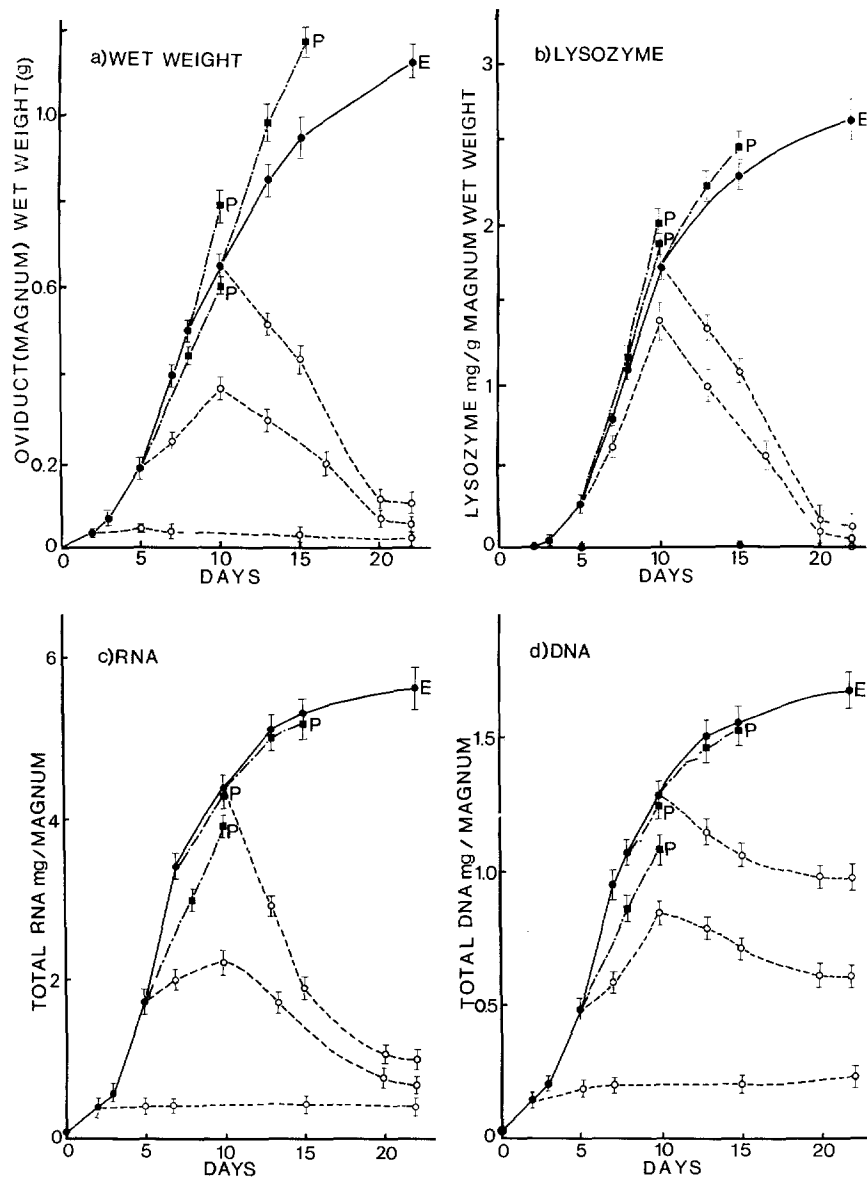 a)WET WEIGHT
P
E
P
P
1.0
0.6
0.2
0
OVIDUCT(MAGNUM) WET WEIGHT(g)
0 5 10 15 20
DAYS
b)LYSOZYME
3
2
1
0
E
P
P
P
LYSOZYME mg/g MAGNUM WET WEIGHT
0 5 10 15 20
DAYS
c)RNA
6
4
2
0
E
P
P
P
TOTAL RNA mg/MAGNUM
0 5 10 15 20
DAYS
d)DNA
1.5
1.0
0.5
0
E
P
P
P
TOTAL DNA mg/MAGNUM
0 5 10 15 20
DAYS